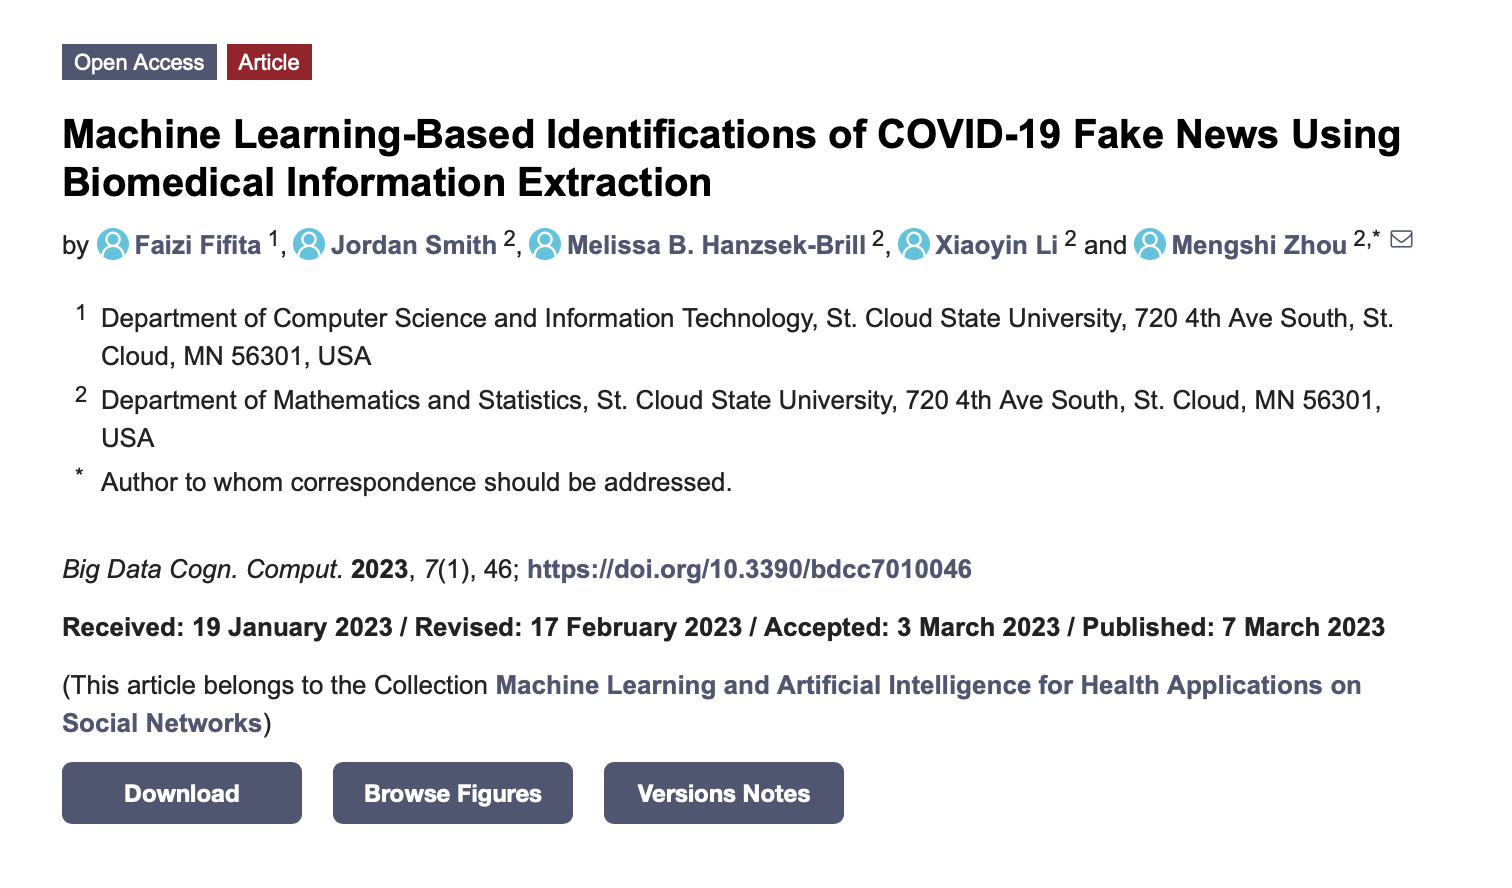 Open Access Article
Machine Learning-Based Identifications of COVID-19 Fake News Using
Biomedical Information Extraction
by Faizi Fifita 1, Jordan Smith 2, Melissa B. Hanzsek-Brill 2, Xiaoyin Li 2 and Mengshi Zhou 2,*
1 Department of Computer Science and Information Technology, St. Cloud State University, 720 4th Ave South, St.
Cloud, MN 56301, USA
2 Department of Mathematics and Statistics, St. Cloud State University, 720 4th Ave South, St. Cloud, MN 56301,
USA
* Author to whom correspondence should be addressed.
Big Data Cogn. Comput. 2023, 7(1), 46; https://doi.org/10.3390/bdcc7010046
Received: 19 January 2023 / Revised: 17 February 2023 / Accepted: 3 March 2023 / Published: 7 March 2023
(This article belongs to the Collection Machine Learning and Artificial Intelligence for Health Applications on
Social Networks)
Download Browse Figures Versions Notes